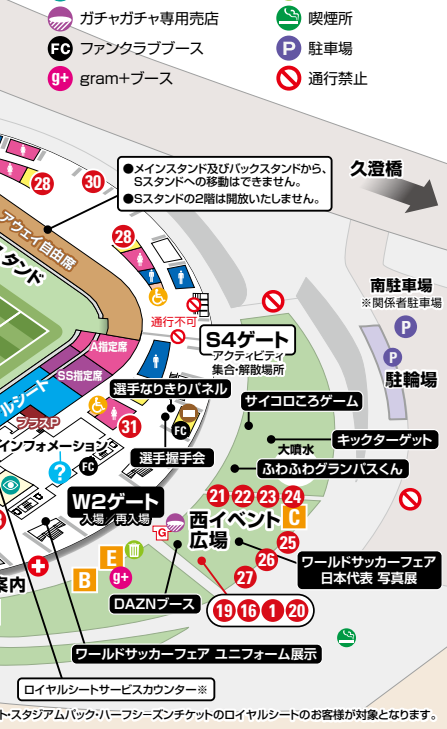 ガチャガチャ専用売店
喫煙所
FC ファンクラブブース
P 駐車場
g+ gram+ブース
通行禁止
●メインスタンド及びバックスタンドから、
Sスタンドへの移動はできません。
●Sスタンドの2階は開放いたしません。
久澄橋
28
30
アウェイ自由席
スタンド
28
南駐車場
※関係者駐車場
P
通行不可
S4ゲート
アクティビティ
集合・解散場所
A指定席
SS指定席
P
駐輪場
選手なりきりパネル
サイコロころゲーム
ルシート
プラスP
31
FC
キックターゲット
インフォメーション
大噴水
選手握手会
ふわふわグランパスくん
?
FC
W2ゲート
入場／再入場
21 22 23 24
C
G
西イベント
広場
25
E
26
ワールドサッカーフェア
日本代表 写真展
B
g+
27
案内
DAZNブース
19 16 1 20
ワールドサッカーフェア ユニフォーム展示
ロイヤルシートサービスカウンター※
ト・スタジアムパック・ハーフシーズンチケットのロイヤルシートのお客様が対象となります。